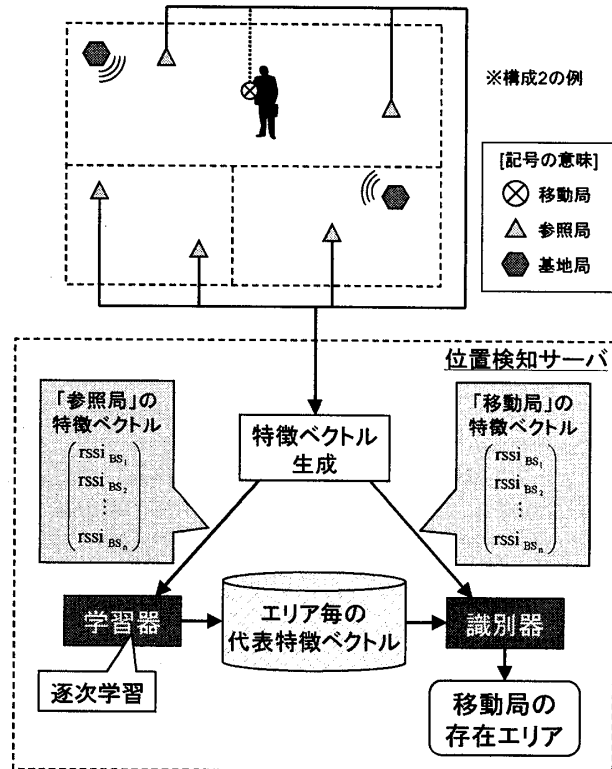 ※構成2の例
[記号の意味]
移動局
参照局
基地局
位置検知サーバ
「参照局」の
特徴ベクトル
rssi BS1
rssi BS2
⋮
rssi BSn
特徴ベクトル
生成
「移動局」の
特徴ベクトル
rssi BS1
rssi BS2
⋮
rssi BSn
学習器
エリア毎の
代表特徴ベクトル
識別器
逐次学習
移動局の
存在エリア